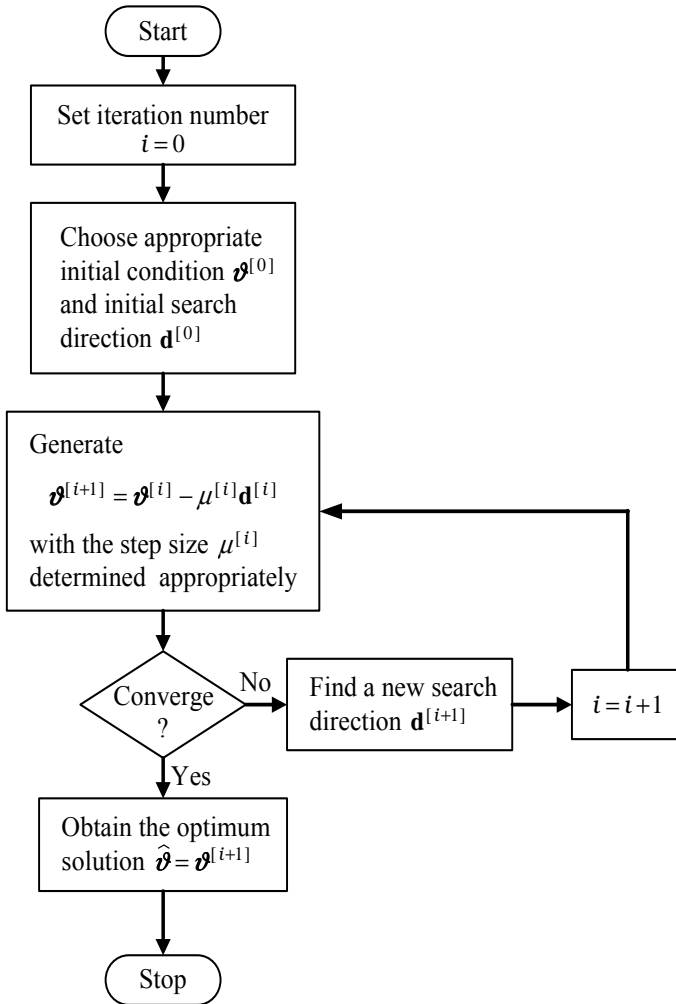 Start
Set iteration number
i = 0
Choose appropriate
initial condition 𝝑^[0]
and initial search
direction 𝐝^[0]
Generate
𝝑^[i+1] = 𝝑^[i] − μ^[i] 𝐝^[i]
with the step size μ^[i]
determined appropriately
Converge
?
No
Find a new search
direction 𝐝^[i+1]
i = i+1
Yes
Obtain the optimum
solution 𝝑̂ = 𝝑^[i+1]
Stop